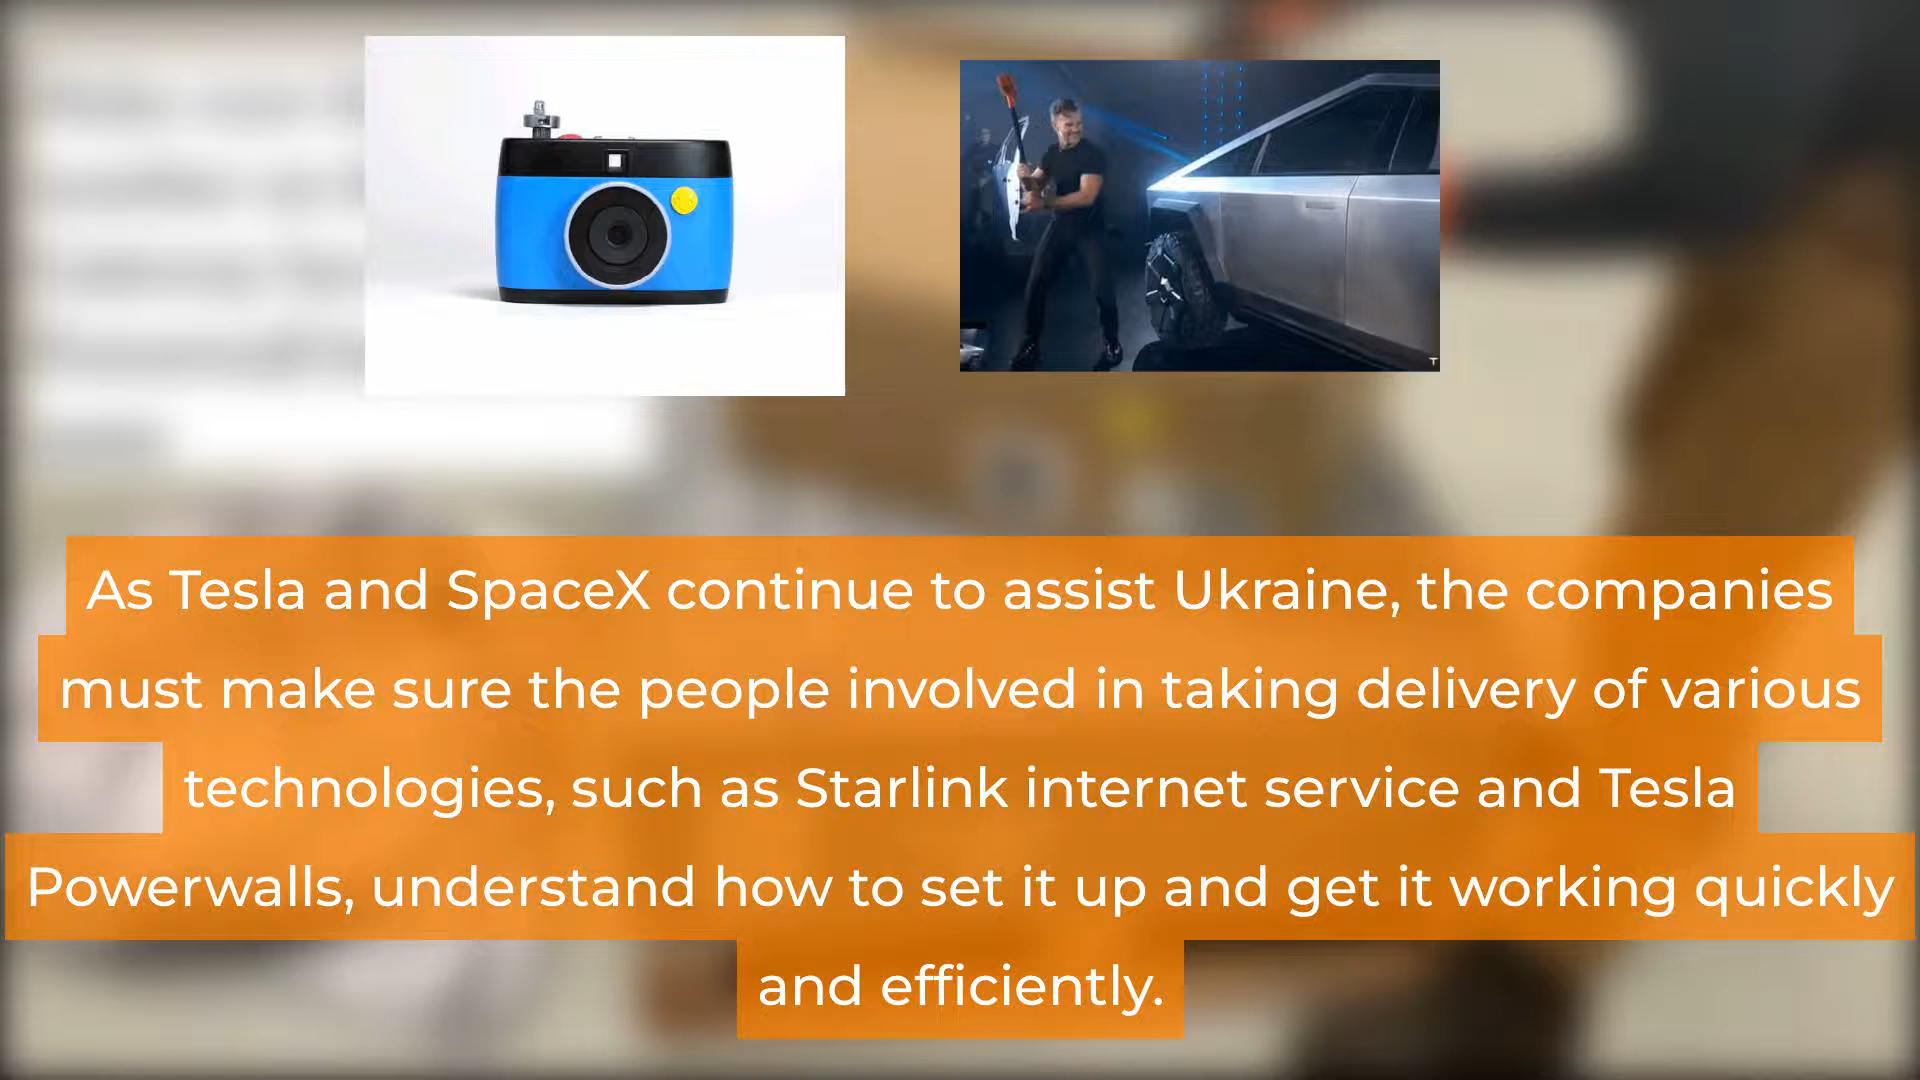 As Tesla and SpaceX continue to assist Ukraine, the companies
must make sure the people involved in taking delivery of various
technologies, such as Starlink internet service and Tesla
Powerwalls, understand how to set it up and get it working quickly
and efficiently.